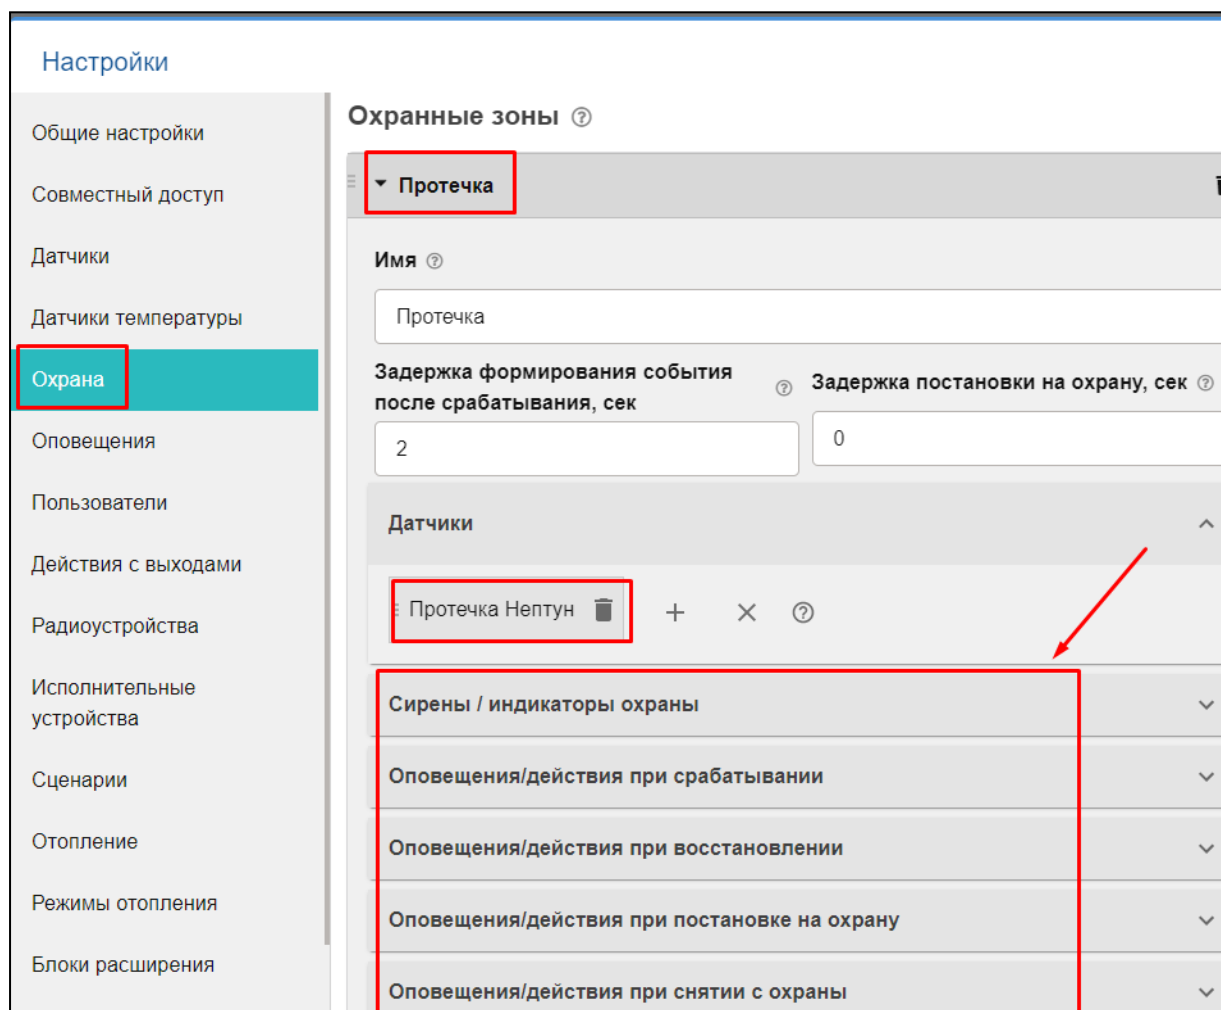 Настройки
Общие настройки
Совместный доступ
Датчики
Датчики температуры
Охрана
Оповещения
Пользователи
Действия с выходами
Радиоустройства
Исполнительные
устройства
Сценарии
Отопление
Режимы отопления
Блоки расширения
Охранные зоны
Протечка
Имя
Протечка
Задержка формирования события
после срабатывания, сек
2
Задержка постановки на охрану, сек
0
Датчики
Протечка Нептун
Сирены / индикаторы охраны
Оповещения/действия при срабатывании
Оповещения/действия при восстановлении
Оповещения/действия при постановке на охрану
Оповещения/действия при снятии с охраны